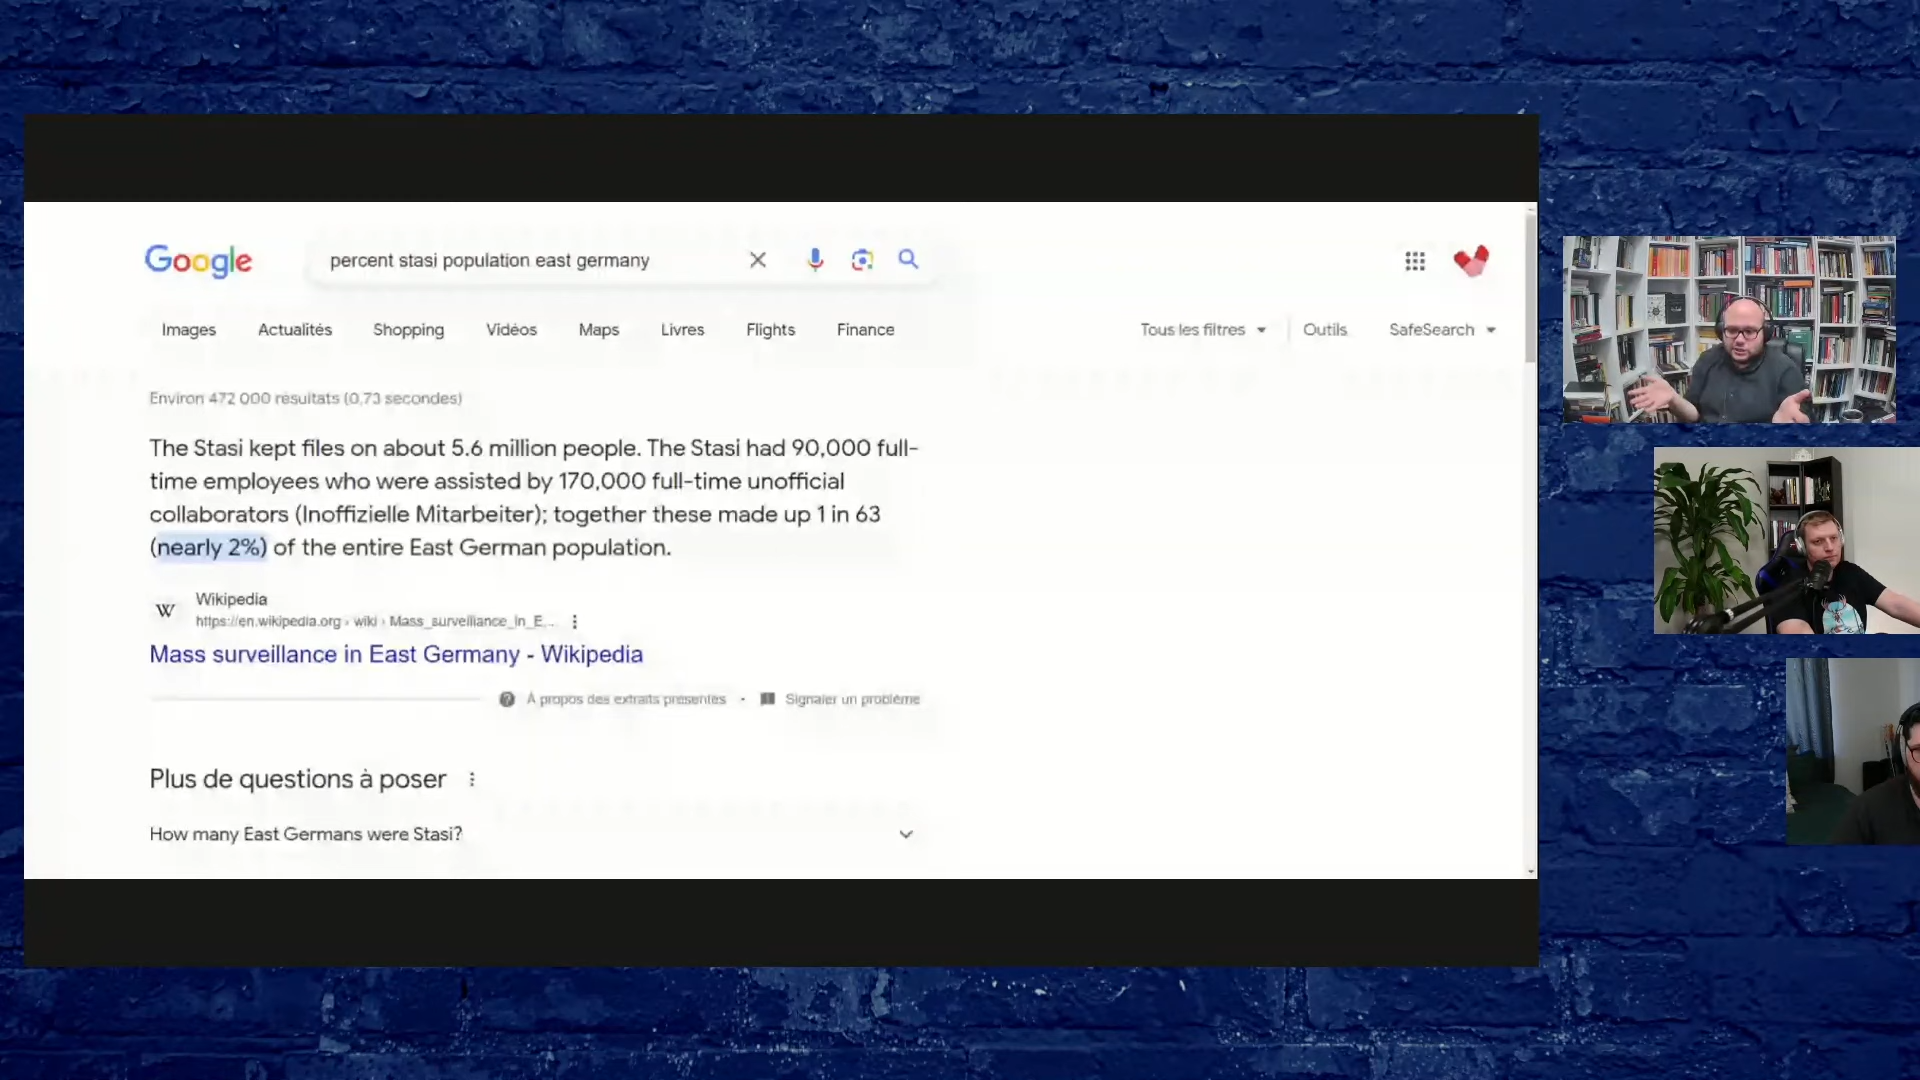 Google
percent stasi population east germany
Images Actualités Shopping Vidéos Maps Livres Flights Finance Tous les filtres Outils SafeSearch
Environ 472 000 résultats (0,73 secondes)
The Stasi kept files on about 5.6 million people. The Stasi had 90,000 full-
time employees who were assisted by 170,000 full-time unofficial
collaborators (Inoffizielle Mitarbeiter); together these made up 1 in 63
(nearly 2%) of the entire East German population.
W
Wikipedia
https://en.wikipedia.org › wiki › Mass_surveillance_in_E...
Mass surveillance in East Germany - Wikipedia
À propos des extraits présentés • Signaler un problème
Plus de questions à poser
How many East Germans were Stasi?